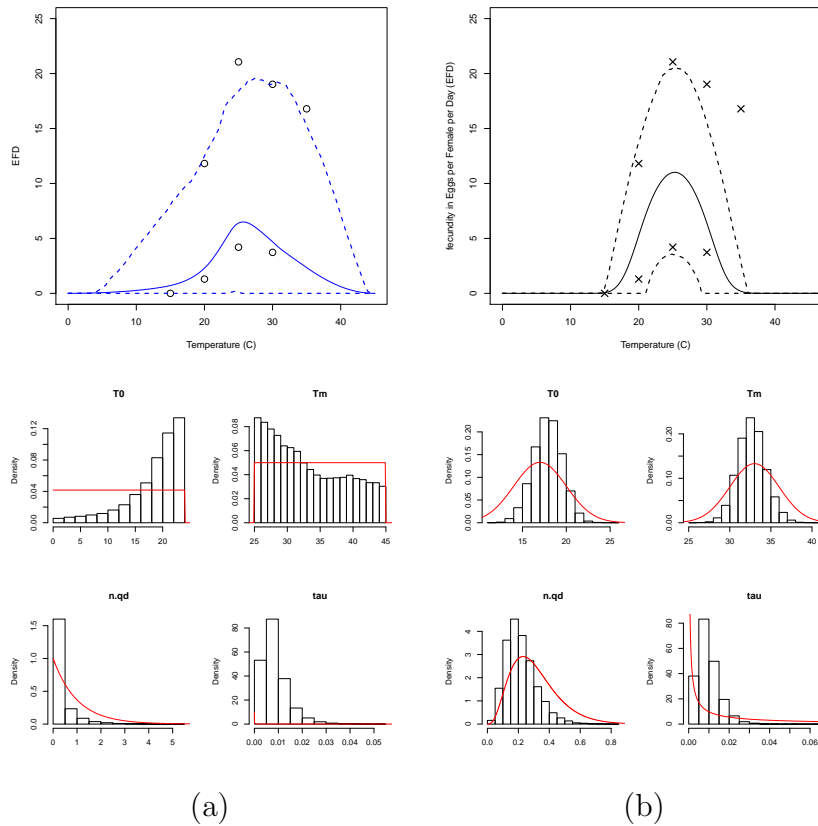 EFD
0 5 10 15 20 25
0 10 20 30 40
Temperature (C)
fecundity in Eggs per Female per Day (EFD)
0 5 10 15 20 25
0 10 20 30 40
Temperature (C)
T0
Density
0.00 0.04 0.08 0.12
0 5 10 15 20
Tm
Density
0.00 0.02 0.04 0.06 0.08
25 30 35 40 45
T0
Density
0.00 0.05 0.10 0.15 0.20
15 20 25
Tm
Density
0.00 0.05 0.10 0.15 0.20
25 30 35 40
n.qd
Density
0.0 0.5 1.0 1.5
0 1 2 3 4 5
tau
Density
0 20 40 60 80
0.00 0.01 0.02 0.03 0.04 0.05
n.qd
Density
0 1 2 3 4
0.0 0.2 0.4 0.6 0.8
tau
Density
0 20 40 60 80
0.00 0.02 0.04 0.06
(a)
(b)